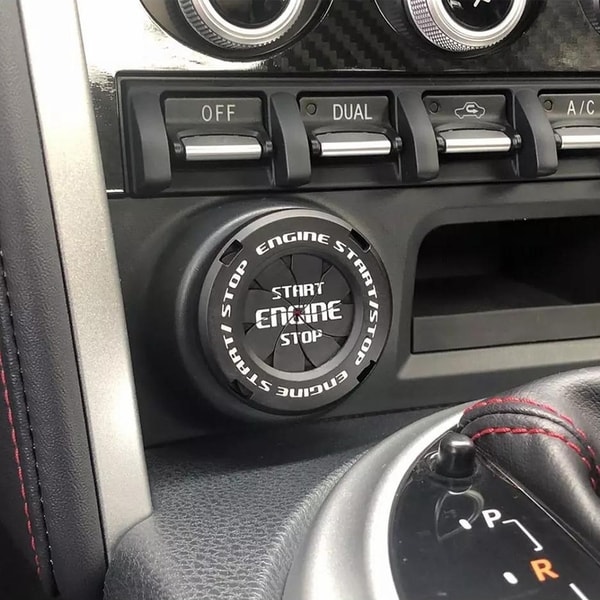 OFF DUAL A/C
ENGINE START/STOP ENGINE START/STOP
START
ENGINE
STOP
P
R